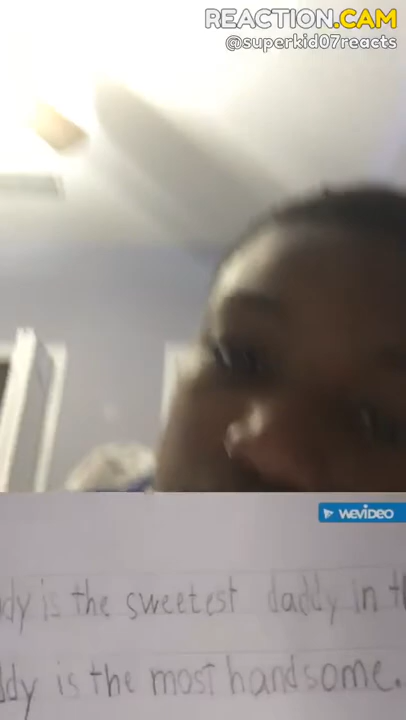 REACTION.CAM
@superkid07reacts
WEVIDEO
is the sweetest daddy in
is the most handsome.